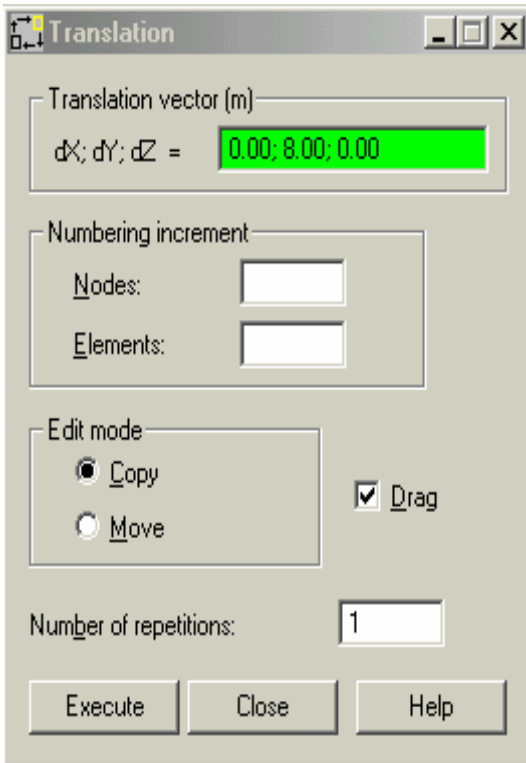 Translation
Translation vector (m)
dX; dY; dZ = 0.00; 8.00; 0.00
Numbering increment
Nodes:
Elements:
Edit mode
Copy
Move
Drag
Number of repetitions: 1
Execute Close Help